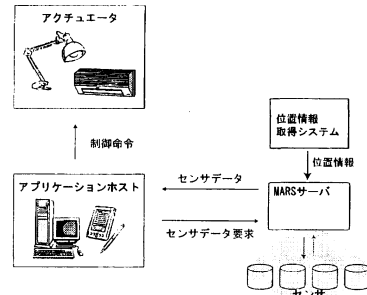 アクチュエータ
制御命令
アプリケーションホスト
センサデータ
センサデータ要求
位置情報
取得システム
位置情報
MARSサーバ
センサ